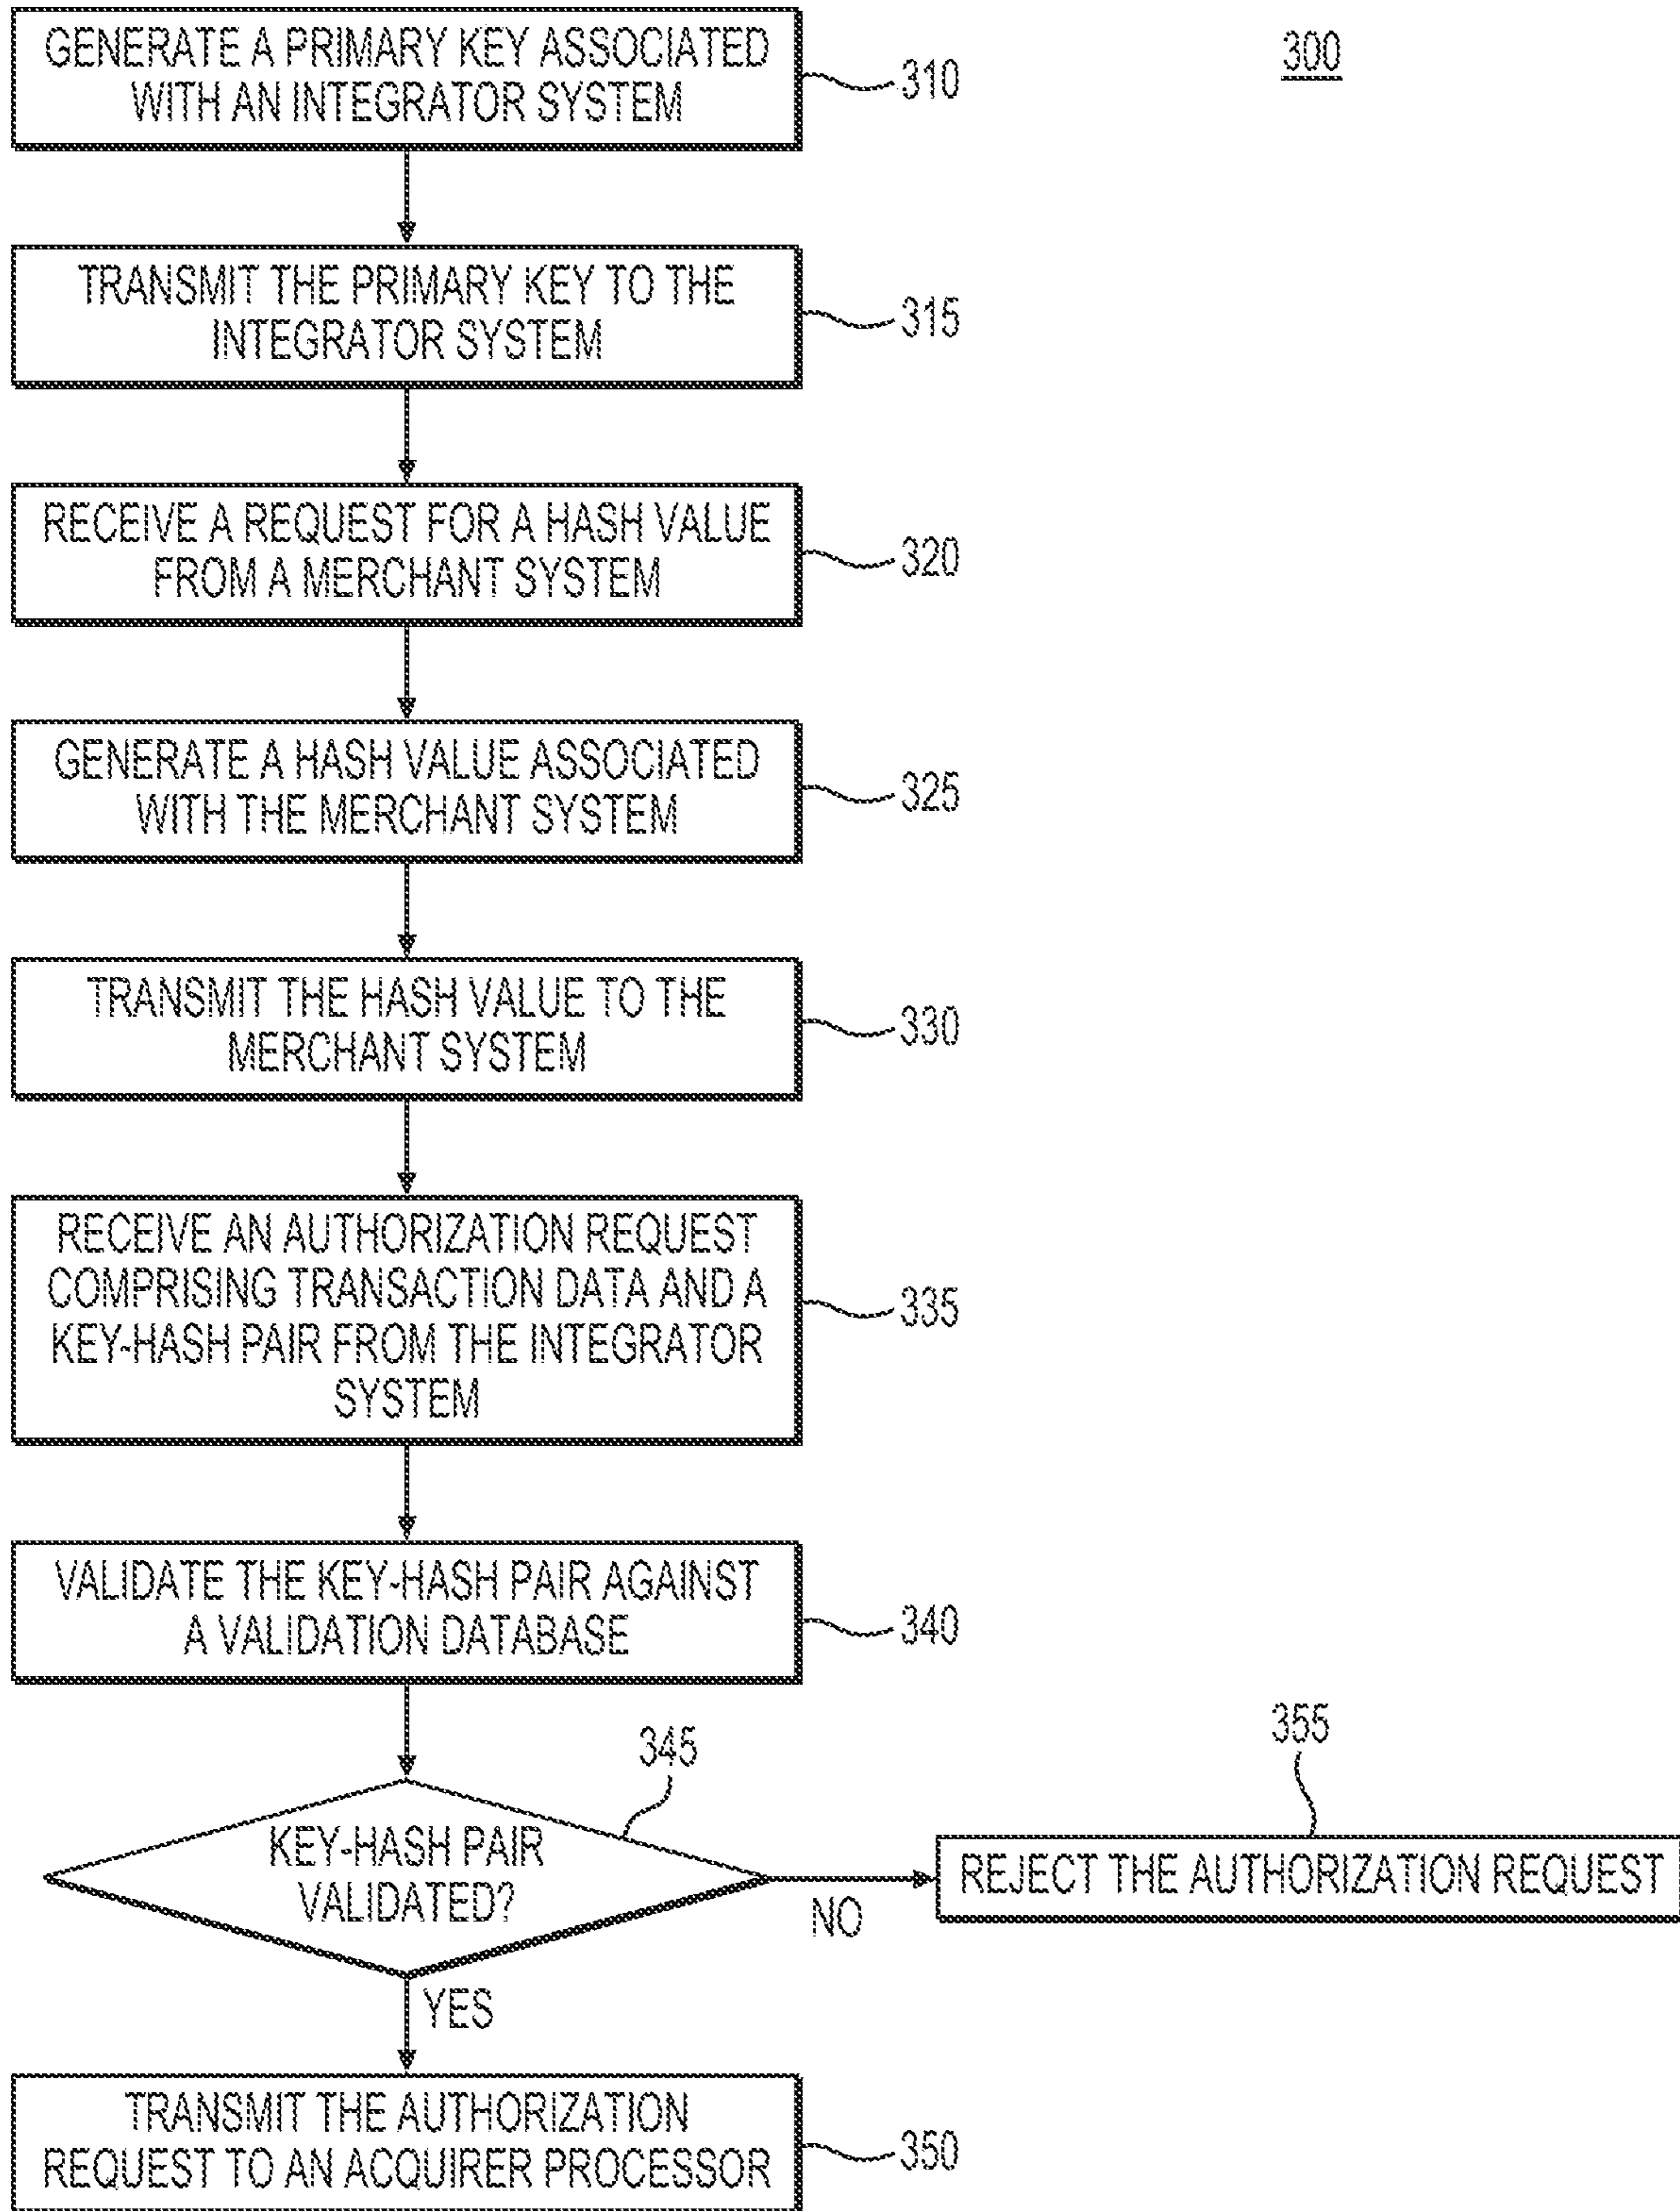 300
GENERATE A PRIMARY KEY ASSOCIATED
WITH AN INTEGRATOR SYSTEM
310
TRANSMIT THE PRIMARY KEY TO THE
INTEGRATOR SYSTEM
315
RECEIVE A REQUEST FOR A HASH VALUE
FROM A MERCHANT SYSTEM
320
GENERATE A HASH VALUE ASSOCIATED
WITH THE MERCHANT SYSTEM
325
TRANSMIT THE HASH VALUE TO THE
MERCHANT SYSTEM
330
RECEIVE AN AUTHORIZATION REQUEST
COMPRISING TRANSACTION DATA AND A
KEY-HASH PAIR FROM THE INTEGRATOR
SYSTEM
335
VALIDATE THE KEY-HASH PAIR AGAINST
A VALIDATION DATABASE
340
345
KEY-HASH PAIR
VALIDATED?
NO
355
REJECT THE AUTHORIZATION REQUEST
YES
TRANSMIT THE AUTHORIZATION
REQUEST TO AN ACQUIRER PROCESSOR
350